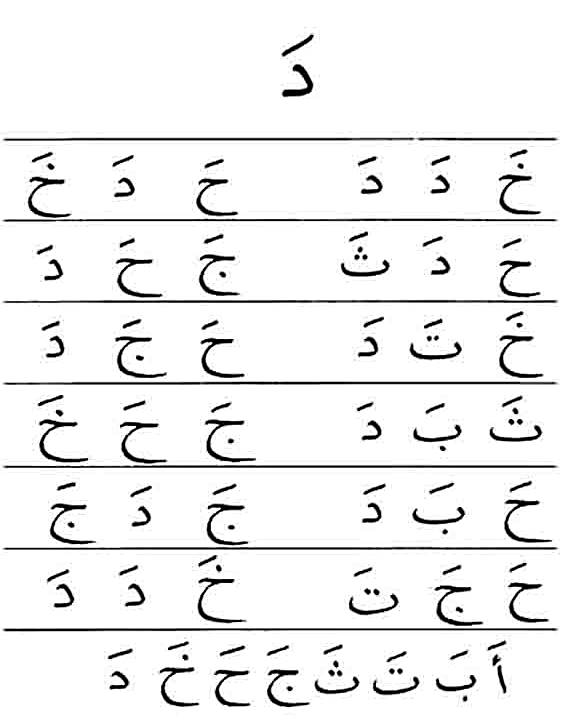 دَ
خَ دَ دَ حَ دَ خَ
حَ دَ ثَ جَ حَ دَ
خَ تَ دَ حَ جَ دَ
ثَ بَ دَ جَ حَ خَ
حَ بَ دَ جَ دَ جَ
حَ جَ تَ خَ دَ دَ
أَ بَ تَ ثَ جَ حَ خَ دَ